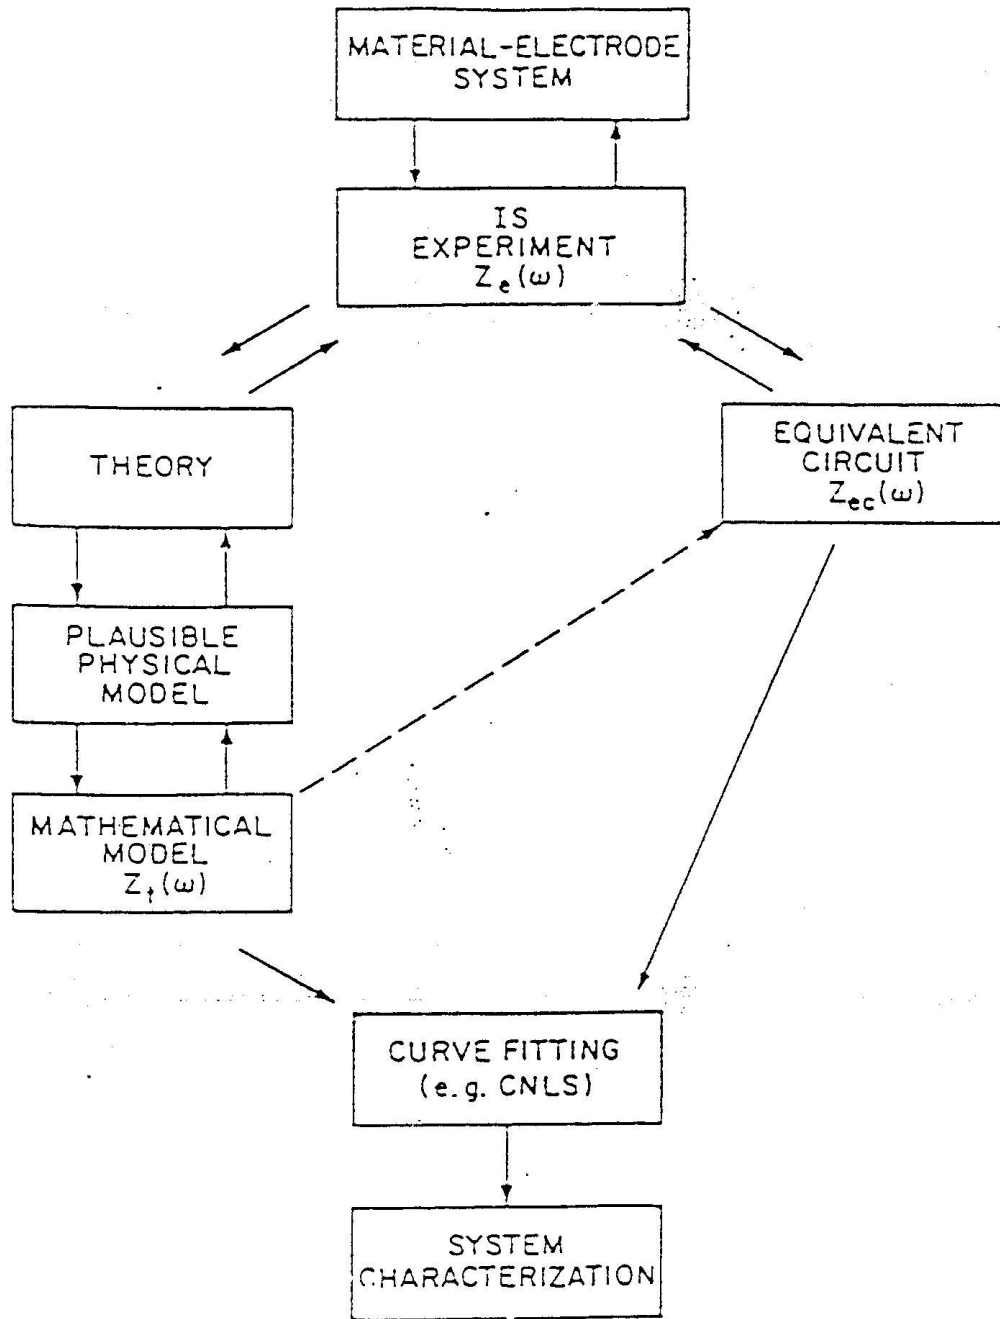 MATERIAL-ELECTRODE
SYSTEM
IS
EXPERIMENT
Zₑ(ω)
THEORY
EQUIVALENT
CIRCUIT
Z_ec(ω)
PLAUSIBLE
PHYSICAL
MODEL
MATHEMATICAL
MODEL
Zₜ(ω)
CURVE FITTING
(e.g. CNLS)
SYSTEM
CHARACTERIZATION